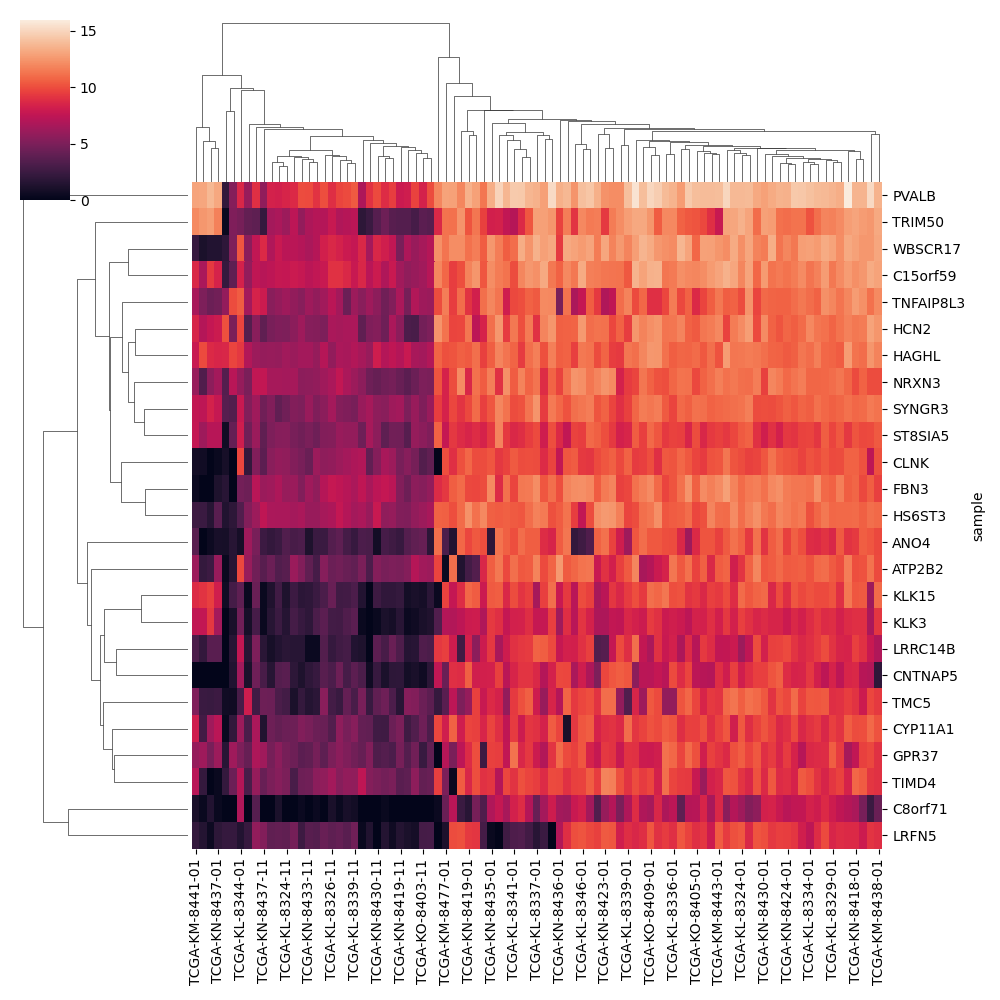 15
10
5
0
PVALB
TRIM50
WBSCR17
C15orf59
TNFAIP8L3
HCN2
HAGHL
NRXN3
SYNGR3
ST8SIA5
CLNK
FBN3
HS6ST3
ANO4
ATP2B2
KLK15
KLK3
LRRC14B
CNTNAP5
TMC5
CYP11A1
GPR37
TIMD4
C8orf71
LRFN5
sample
TCGA-KM-8441-01
TCGA-KN-8437-01
TCGA-KL-8344-01
TCGA-KN-8437-11
TCGA-KL-8324-11
TCGA-KN-8433-11
TCGA-KL-8326-11
TCGA-KL-8339-11
TCGA-KN-8430-11
TCGA-KN-8419-11
TCGA-KO-8403-11
TCGA-KM-8477-01
TCGA-KN-8419-01
TCGA-KN-8435-01
TCGA-KL-8341-01
TCGA-KL-8337-01
TCGA-KN-8436-01
TCGA-KL-8346-01
TCGA-KN-8423-01
TCGA-KL-8339-01
TCGA-KO-8409-01
TCGA-KL-8336-01
TCGA-KO-8405-01
TCGA-KM-8443-01
TCGA-KL-8324-01
TCGA-KN-8430-01
TCGA-KN-8424-01
TCGA-KL-8334-01
TCGA-KL-8329-01
TCGA-KN-8418-01
TCGA-KM-8438-01